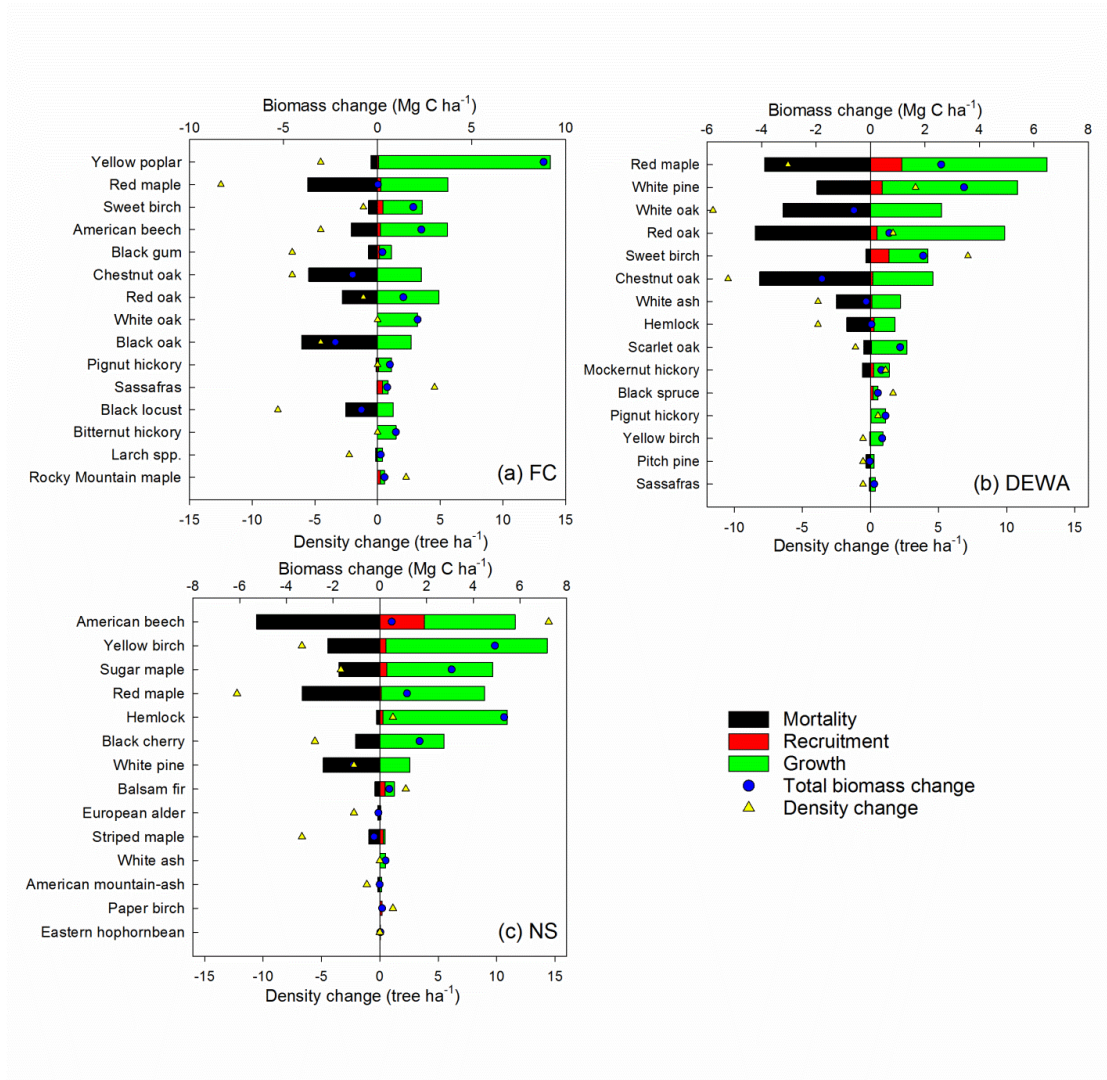 Biomass change (Mg C ha-1)
-10 -5 0 5 10
Yellow poplar
Red maple
Sweet birch
American beech
Black gum
Chestnut oak
Red oak
White oak
Black oak
Pignut hickory
Sassafras
Black locust
Bitternut hickory
Larch spp.
Rocky Mountain maple
(a) FC
-15 -10 -5 0 5 10 15
Density change (tree ha-1)
Biomass change (Mg C ha-1)
-6 -4 -2 0 2 4 6 8
Red maple
White pine
White oak
Red oak
Sweet birch
Chestnut oak
White ash
Hemlock
Scarlet oak
Mockernut hickory
Black spruce
Pignut hickory
Yellow birch
Pitch pine
Sassafras
(b) DEWA
-10 -5 0 5 10 15
Density change (tree ha-1)
Biomass change (Mg C ha-1)
-8 -6 -4 -2 0 2 4 6 8
American beech
Yellow birch
Sugar maple
Red maple
Hemlock
Black cherry
White pine
Balsam fir
European alder
Striped maple
White ash
American mountain-ash
Paper birch
Eastern hophornbean
(c) NS
-15 -10 -5 0 5 10 15
Density change (tree ha-1)
Mortality
Recruitment
Growth
Total biomass change
Density change